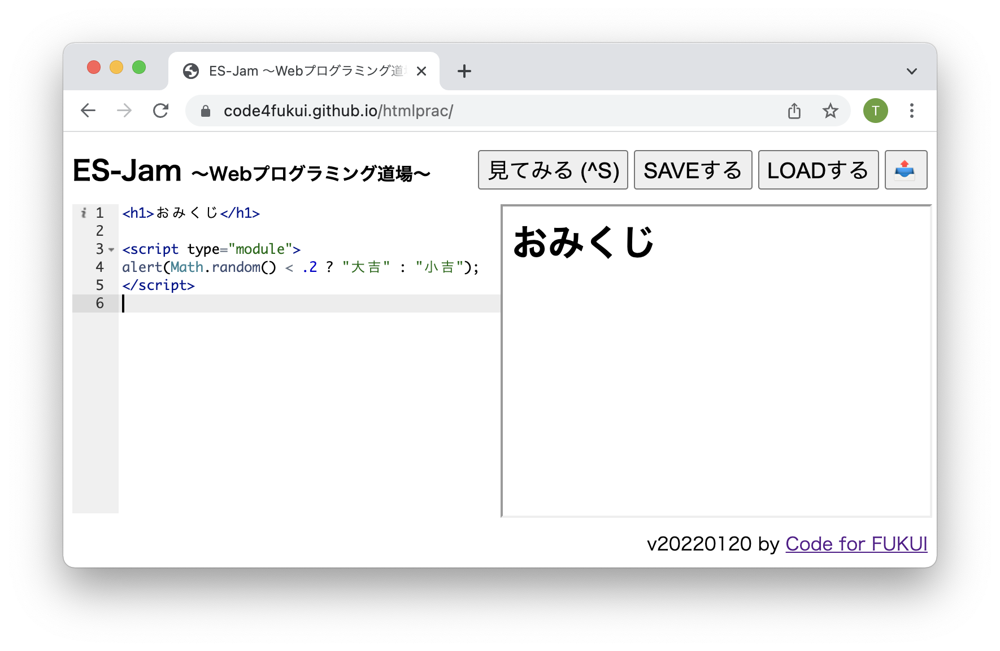 ES-Jam 〜Webプログラミング道場
code4fukui.github.io/htmlprac/
T
ES-Jam 〜Webプログラミング道場〜
見てみる (^S)
SAVEする
LOADする
1 <h1>おみくじ</h1>
2
3 <script type="module">
4 alert(Math.random() < .2 ? "大吉" : "小吉");
5 </script>
6
おみくじ
v20220120 by Code for FUKUI